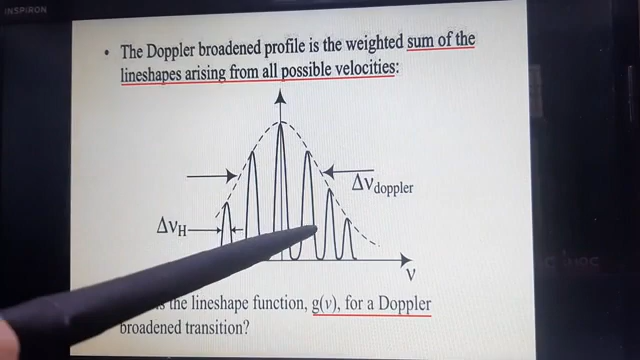 INSPIRON
• The Doppler broadened profile is the weighted sum of the
lineshapes arising from all possible velocities:
Δνdoppler
ΔνH
ν
the lineshape function, g(ν), for a Doppler
broadened transition?